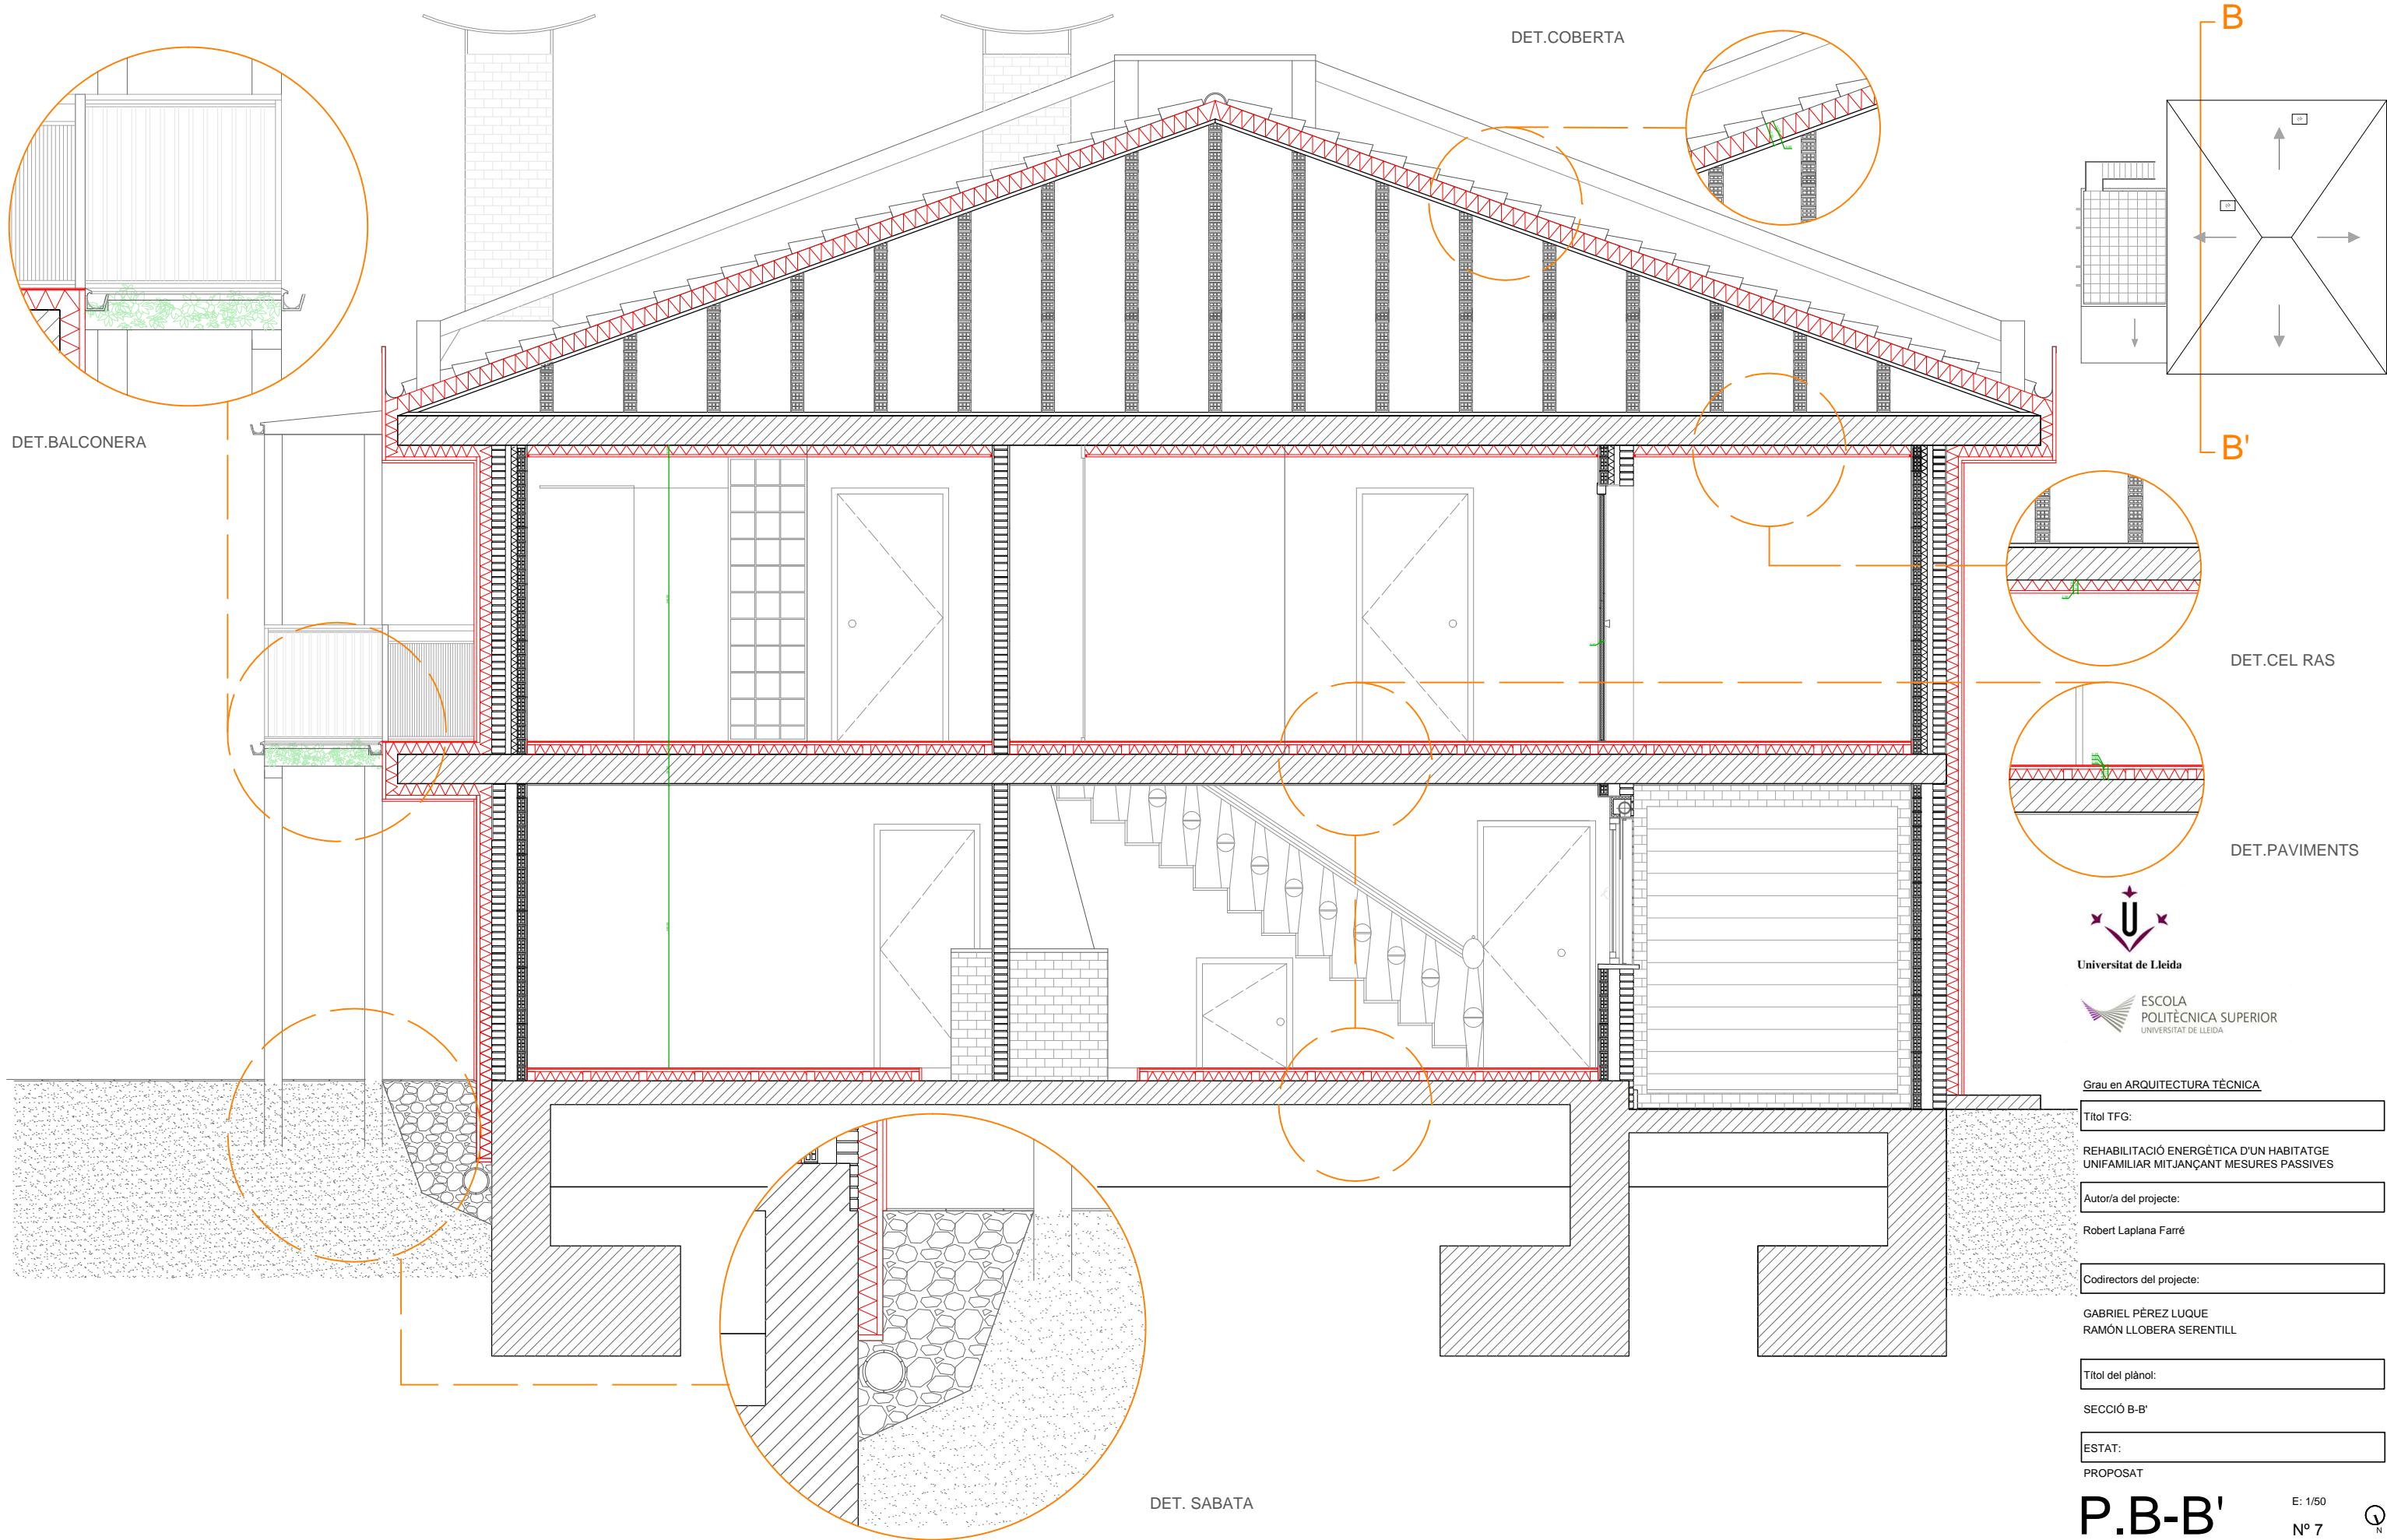 DET.COBERTA
B
DET.BALCONERA
B'
DET.CEL RAS
DET.PAVIMENTS
Universitat de Lleida
ESCOLA
POLITÈCNICA SUPERIOR
UNIVERSITAT DE LLEIDA
Grau en ARQUITECTURA TÈCNICA
Títol TFG:
REHABILITACIÓ ENERGÈTICA D'UN HABITATGE
UNIFAMILIAR MITJANÇANT MESURES PASSIVES
Autor/a del projecte:
Robert Laplana Farré
Codirectors del projecte:
GABRIEL PÉREZ LUQUE
RAMÓN LLOBERA SERENTILL
Títol del plànol:
SECCIÓ B-B'
ESTAT:
PROPOSAT
DET. SABATA
P.B-B'
E: 1/50
Nº 7
N